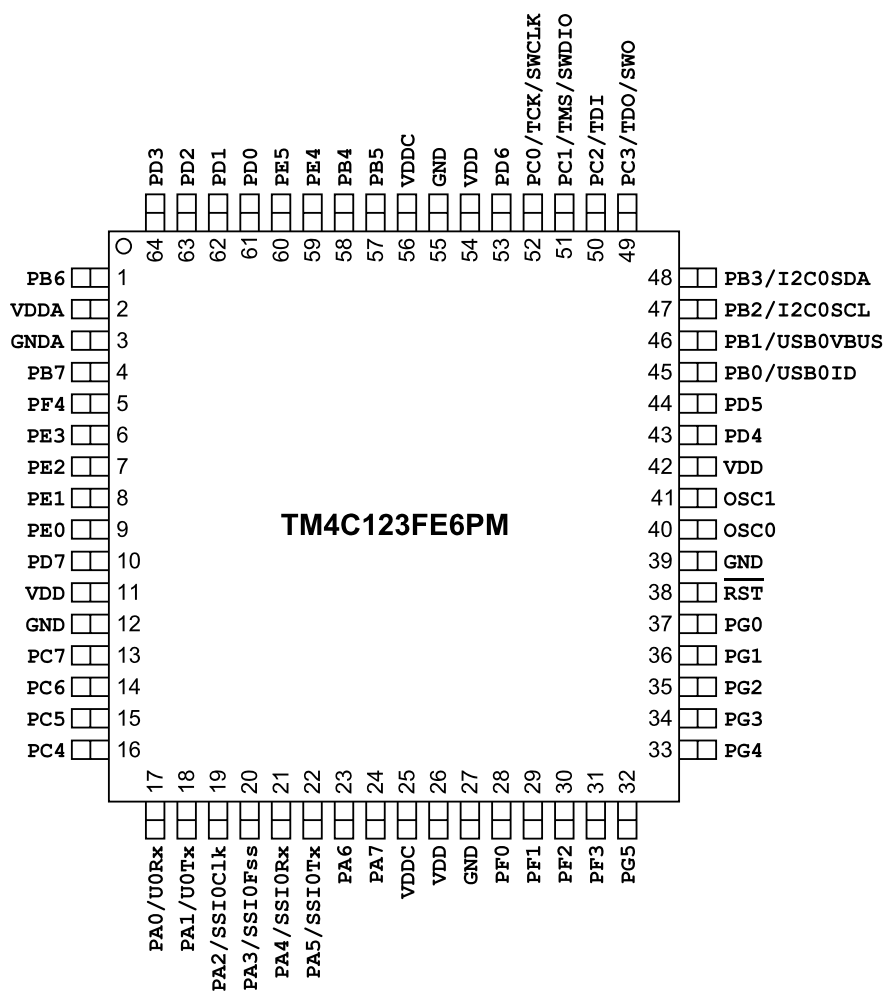 PD3
PD2
PD1
PD0
PE5
PE4
PB4
PB5
VDDC
GND
VDD
PD6
PC0/TCK/SWCLK
PC1/TMS/SWDIO
PC2/TDI
PC3/TDO/SWO
64
63
62
61
60
59
58
57
56
55
54
53
52
51
50
49
PB6 1
VDDA 2
GNDA 3
PB7 4
PF4 5
PE3 6
PE2 7
PE1 8
PE0 9
PD7 10
VDD 11
GND 12
PC7 13
PC6 14
PC5 15
PC4 16
TM4C123FE6PM
48 PB3/I2C0SDA
47 PB2/I2C0SCL
46 PB1/USB0VBUS
45 PB0/USB0ID
44 PD5
43 PD4
42 VDD
41 OSC1
40 OSC0
39 GND
38 RST
37 PG0
36 PG1
35 PG2
34 PG3
33 PG4
17
18
19
20
21
22
23
24
25
26
27
28
29
30
31
32
PA0/U0Rx
PA1/U0Tx
PA2/SSI0Clk
PA3/SSI0Fss
PA4/SSI0Rx
PA5/SSI0Tx
PA6
PA7
VDDC
VDD
GND
PF0
PF1
PF2
PF3
PG5